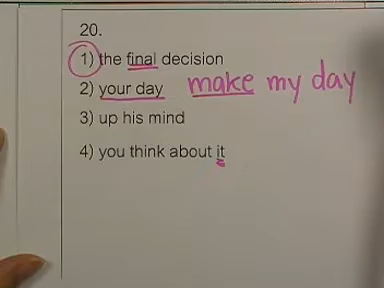 20.
1) the final decision
2) your day make my day
3) up his mind
4) you think about it